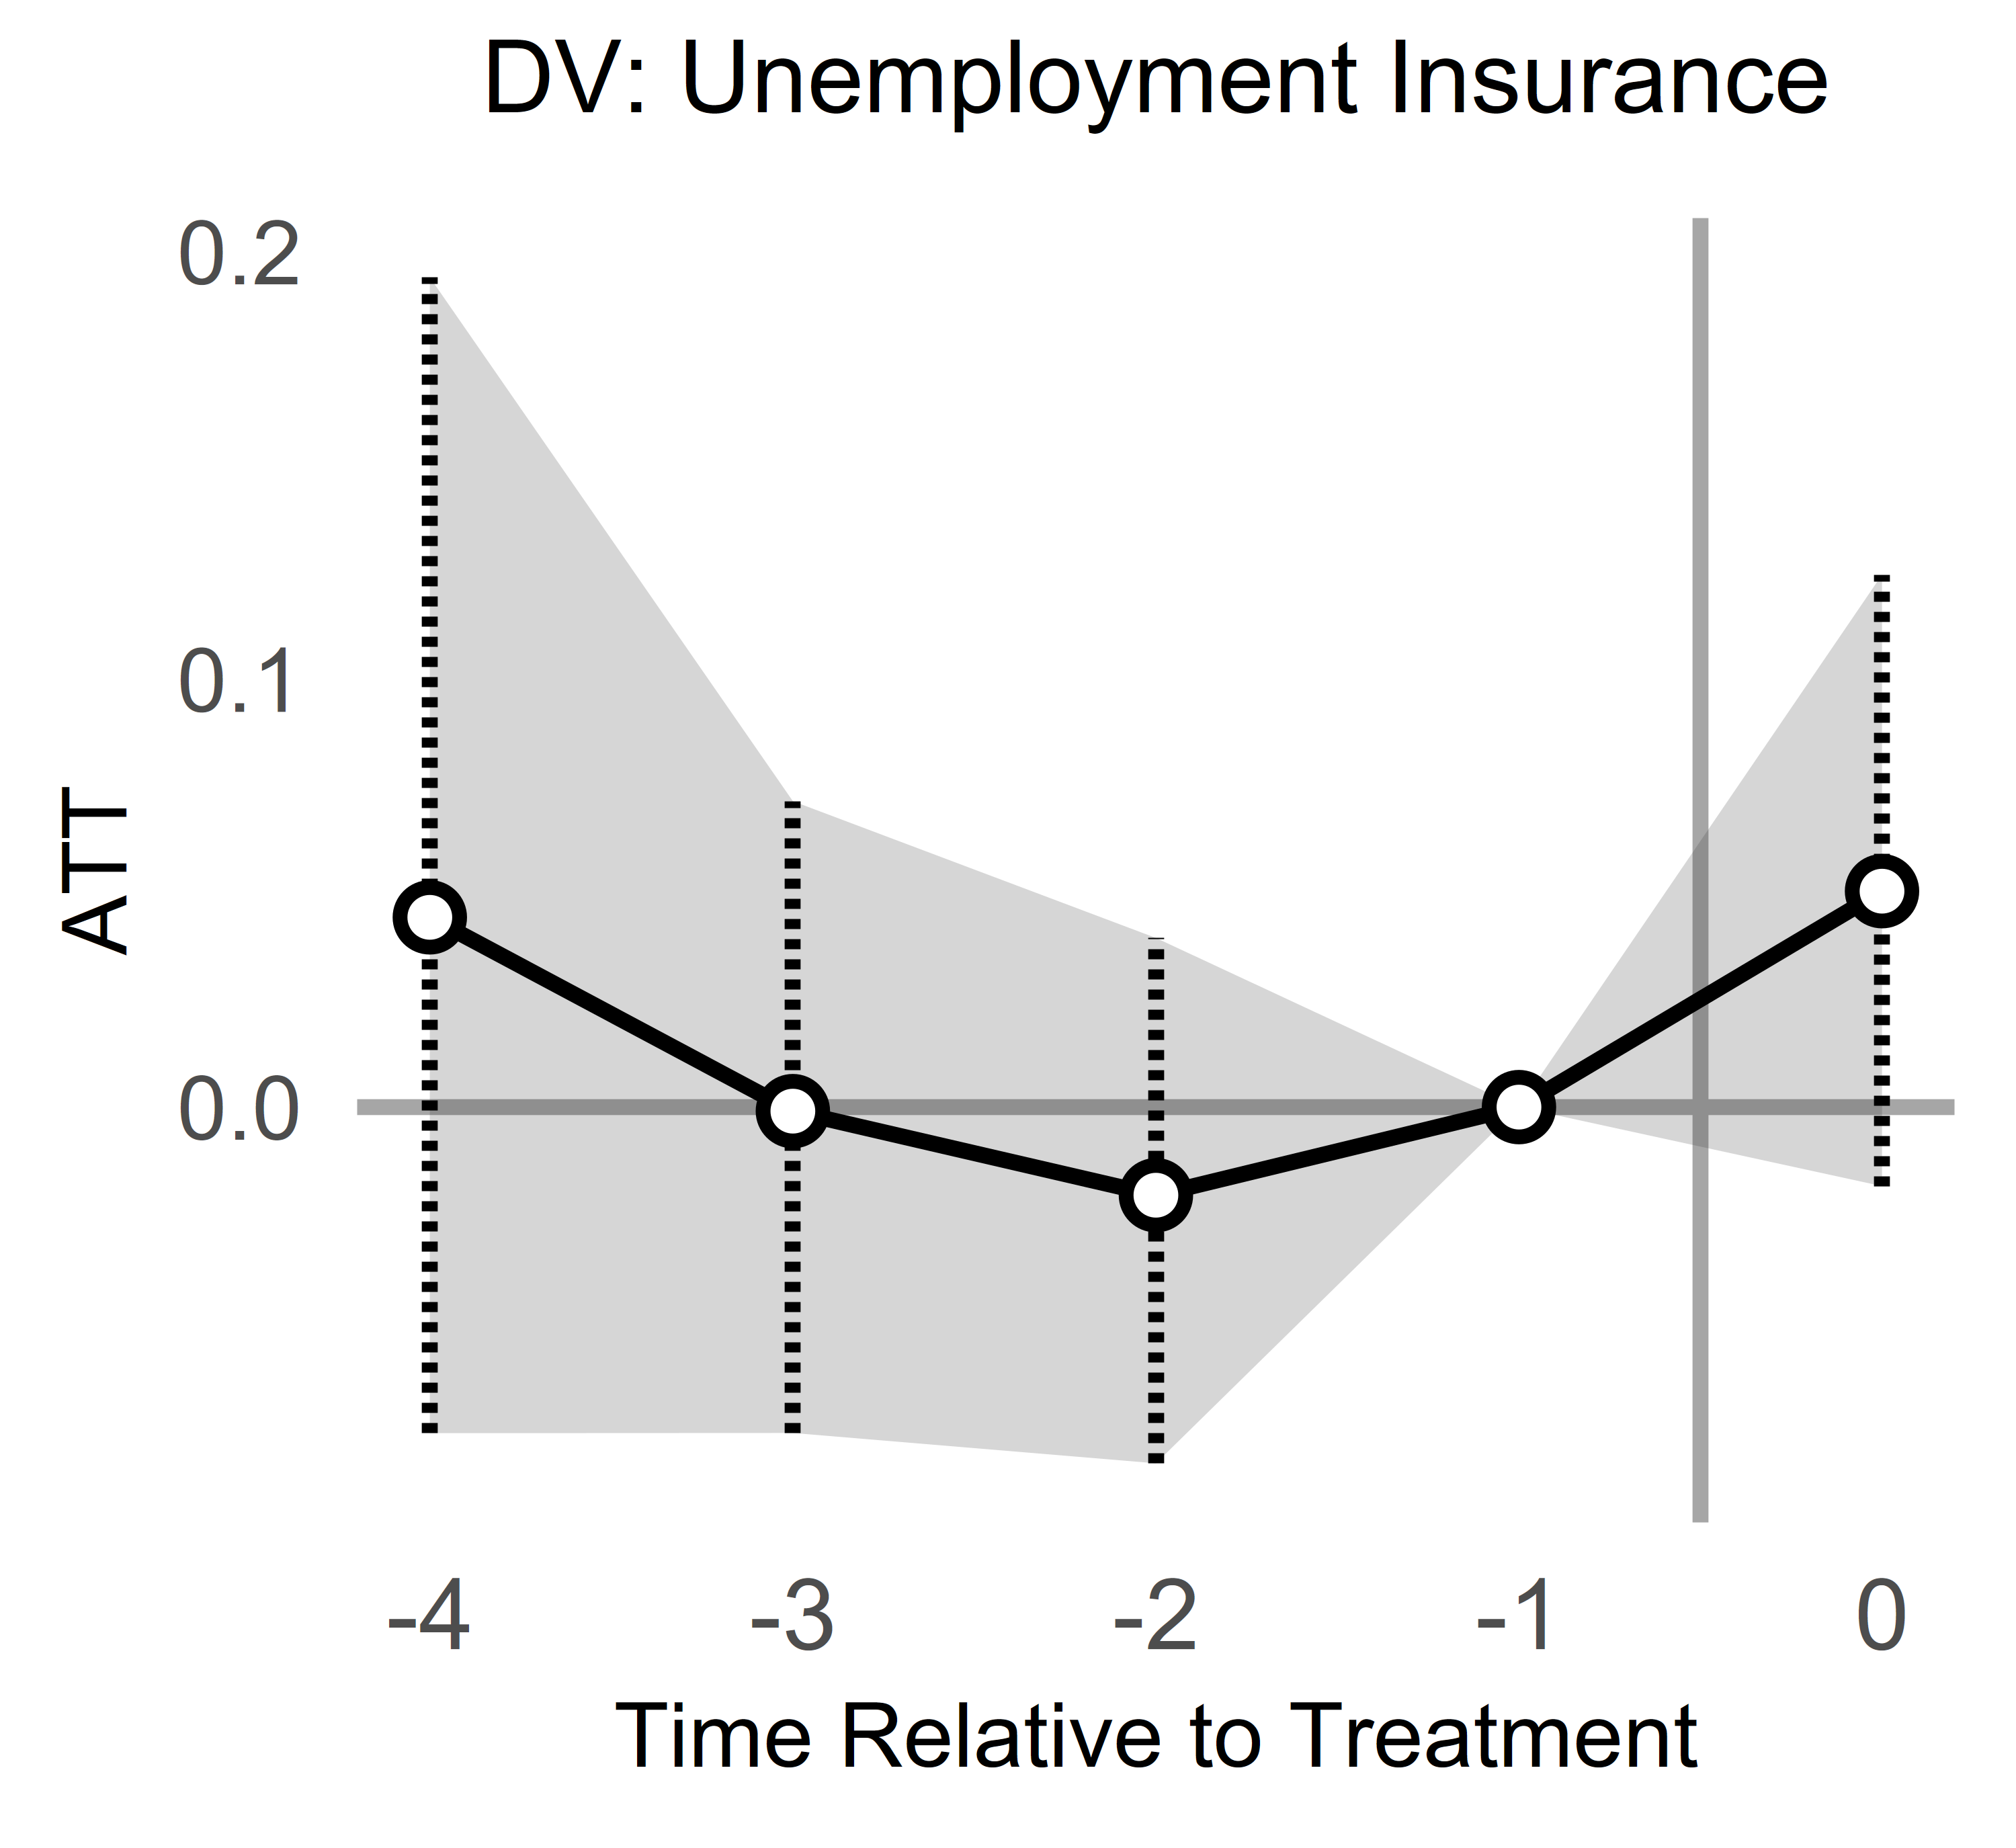 DV: Unemployment Insurance
0.2
0.1
0.0
ATT
-4 -3 -2 -1 0
Time Relative to Treatment